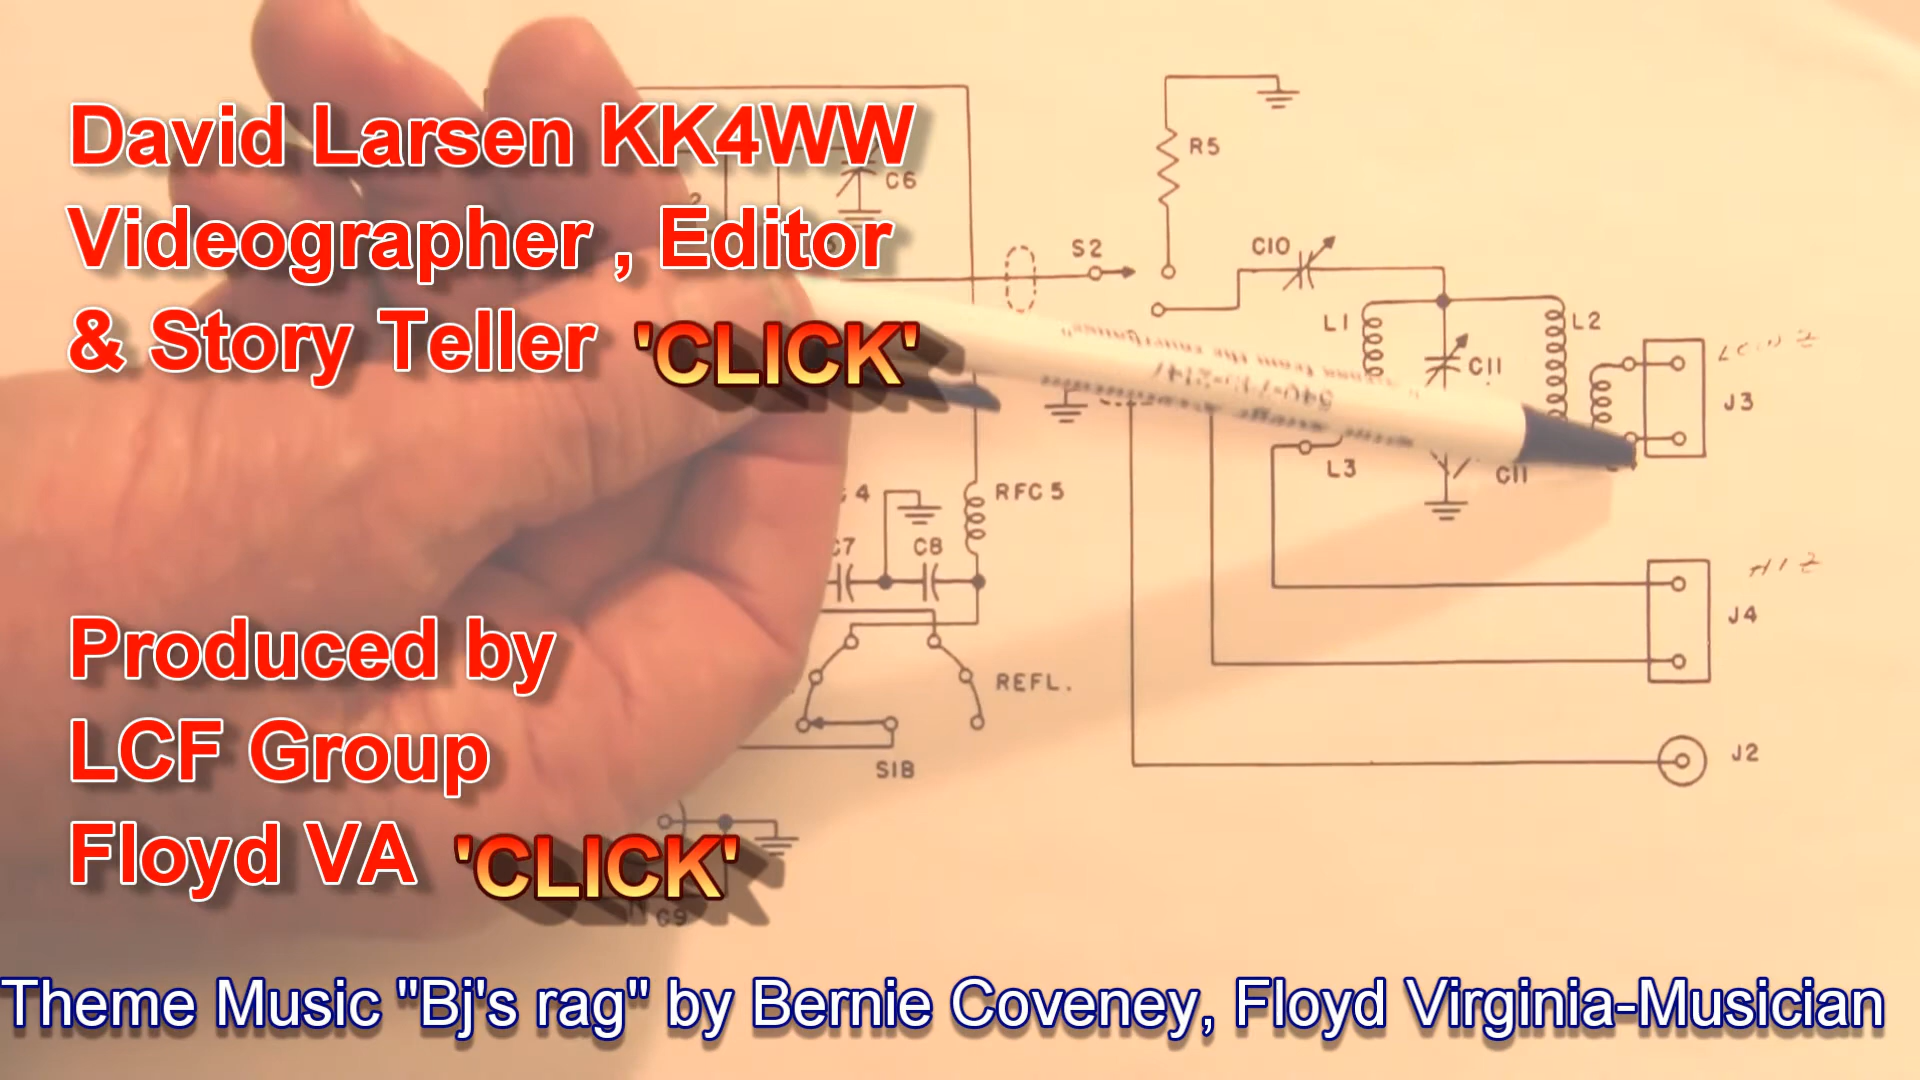 David Larsen KK4WW
Videographer , Editor
& Story Teller 'CLICK'
Produced by
LCF Group
Floyd VA 'CLICK'
Theme Music "Bj's rag" by Bernie Coveney, Floyd Virginia-Musician
R5
C6
S2
C10
L1
L2
C11
J3
L3
C11
RFC 5
4
C7
C8
J4
REFL.
J2
S1B
C9
HI Z